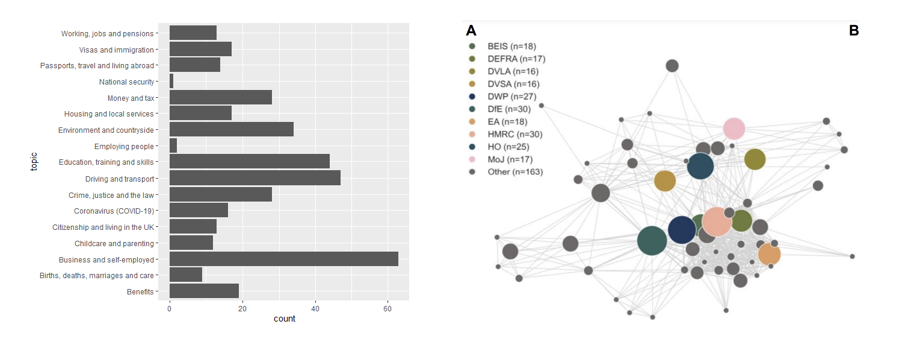 Working, jobs and pensions
Visas and immigration
Passports, travel and living abroad
National security
Money and tax
Housing and local services
Environment and countryside
Employing people
Education, training and skills
Driving and transport
Crime, justice and the law
Coronavirus (COVID-19)
Citizenship and living in the UK
Childcare and parenting
Business and self-employed
Births, deaths, marriages and care
Benefits
topic
0 20 40 60
count
A B
BEIS (n=18)
DEFRA (n=17)
DVLA (n=16)
DVSA (n=16)
DWP (n=27)
DfE (n=30)
EA (n=18)
HMRC (n=30)
HO (n=25)
MoJ (n=17)
Other (n=163)